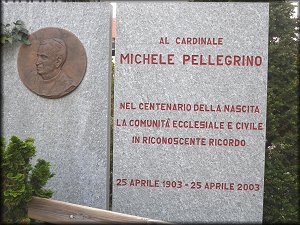 AL CARDINALE
MICHELE PELLEGRINO
NEL CENTENARIO DELLA NASCITA
LA COMUNITÀ ECCLESIALE E CIVILE
IN RICONOSCENTE RICORDO
25 APRILE 1903 - 25 APRILE 2003